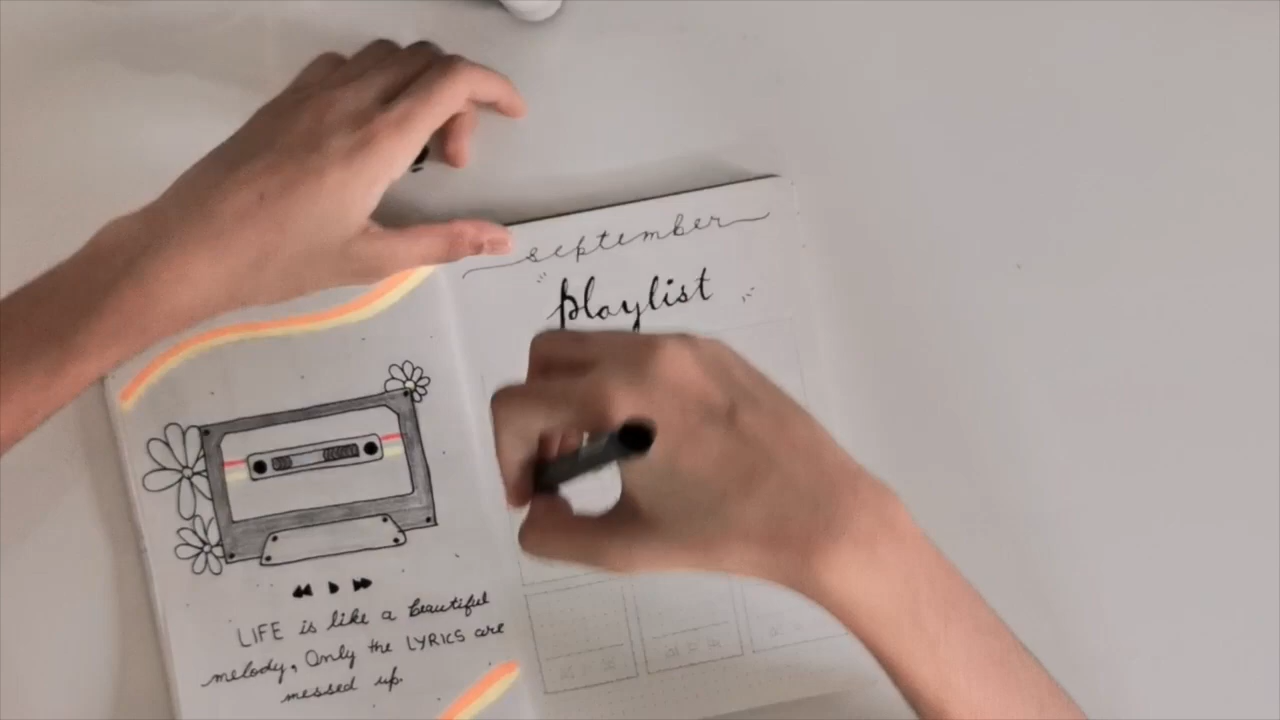 LIFE is like a beautiful
melody, Only the LYRICS are
messed up.
september
playlist